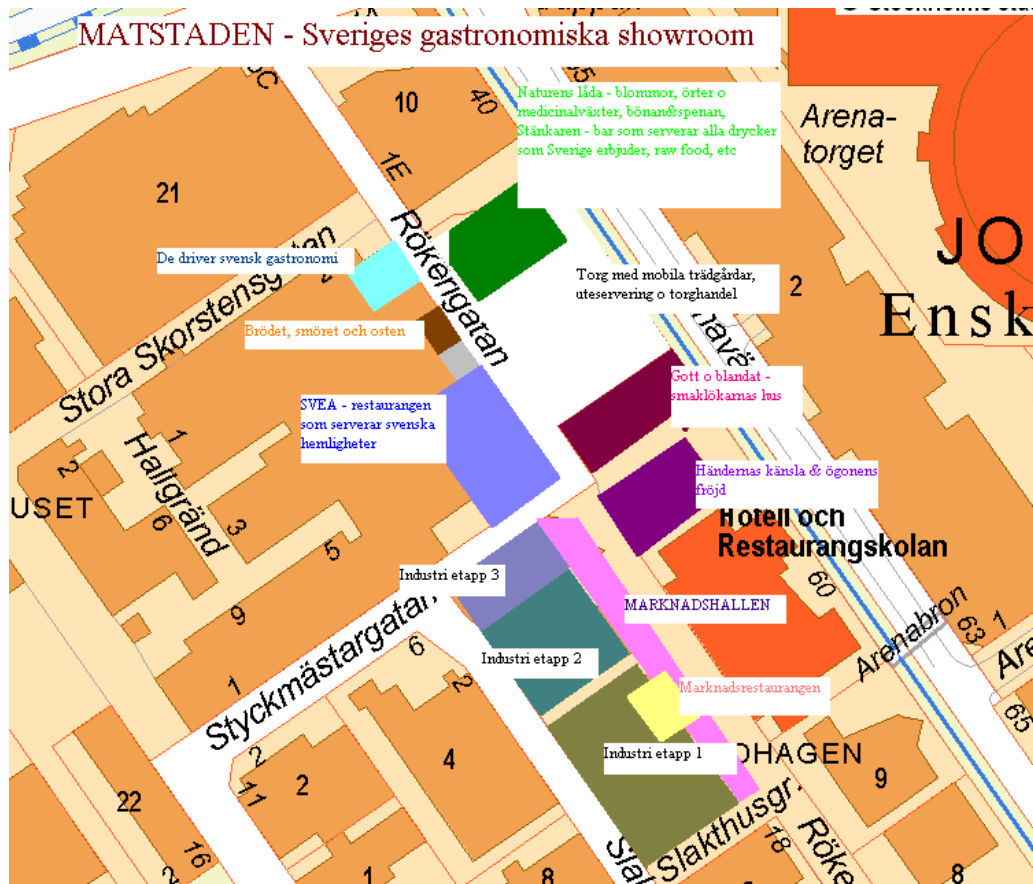 MATSTADEN - Sveriges gastronomiska showroom
10
40
1E
21
Naturens låda - blommor, örter o
medicinalväxter, bönan&spenan,
Stänkaren - bar som serverar alla drycker
som Sverige erbjuder, raw food, etc
Arena-
torget
JO
Ensk
2
Rökerigatan
De driver svensk gastronomi
Torg med mobila trädgårdar,
uteservering o torghandel
Brödet, smöret och osten
Stora Skorstensgatan
Gott o blandat -
smaklökarnas hus
SVEA - restaurangen
som serverar svenska
hemligheter
Hallgränd
1
2
6
3
5
9
1
USET
Händernas känsla & ögonens
fröjd
Hotell och
Restaurangskolan
Industri etapp 3
MARKNADSHALLEN
60
Arenabron
63
1
Are
65
Styckmästargatan
6
2
Industri etapp 2
Marknadsrestaurangen
Industri etapp 1
OHAGEN
9
2
2
11
4
22
16
2
1
8
Slakthusgr.
18
Röke
8